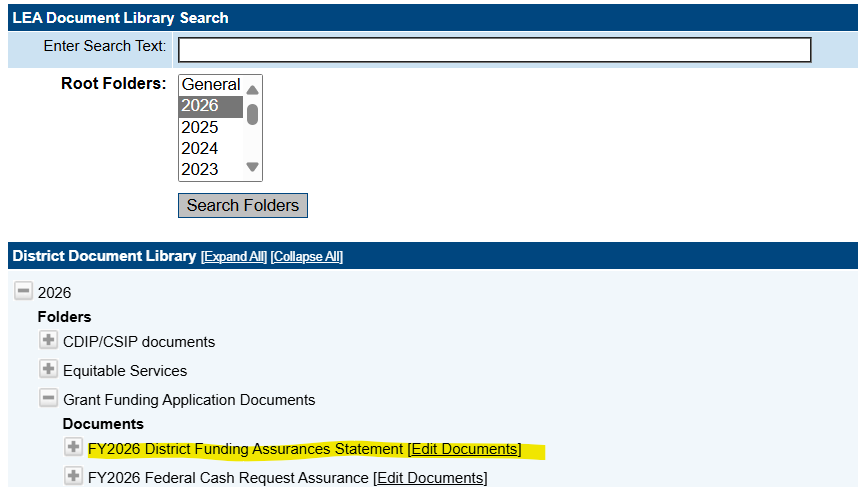 LEA Document Library Search
Enter Search Text:
Root Folders:
General
2026
2025
2024
2023
Search Folders
District Document Library [Expand All] [Collapse All]
2026
Folders
CDIP/CSIP documents
Equitable Services
Grant Funding Application Documents
Documents
FY2026 District Funding Assurances Statement [Edit Documents]
FY2026 Federal Cash Request Assurance [Edit Documents]